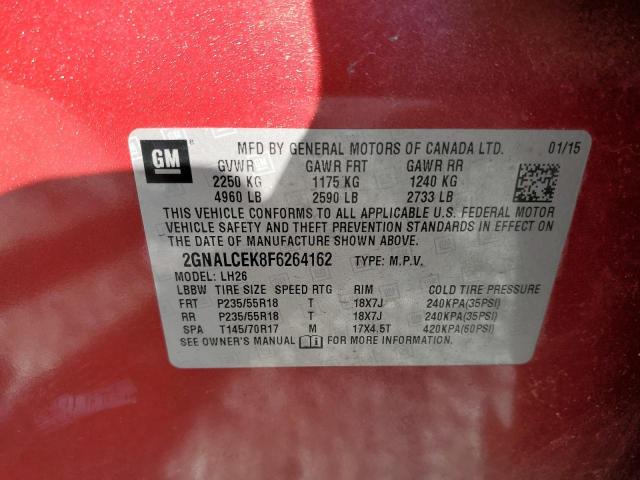 GM ® MFD BY GENERAL MOTORS OF CANADA LTD. 01/15
GVWR GAWR FRT GAWR RR
2250 KG 1175 KG 1240 KG
4960 LB 2590 LB 2733 LB
THIS VEHICLE CONFORMS TO ALL APPLICABLE U.S. FEDERAL MOTOR
VEHICLE SAFETY AND THEFT PREVENTION STANDARDS IN EFFECT ON
THE DATE OF MANUFACTURE SHOWN ABOVE.
2GNALCEK8F6264162 TYPE: M.P.V.
MODEL: LH26
LBBW TIRE SIZE SPEED RTG RIM COLD TIRE PRESSURE
FRT P235/55R18 T 18X7J 240KPA(35PSI)
RR P235/55R18 T 18X7J 240KPA(35PSI)
SPA T145/70R17 M 17X4.5T 420KPA(60PSI)
SEE OWNER'S MANUAL FOR MORE INFORMATION.